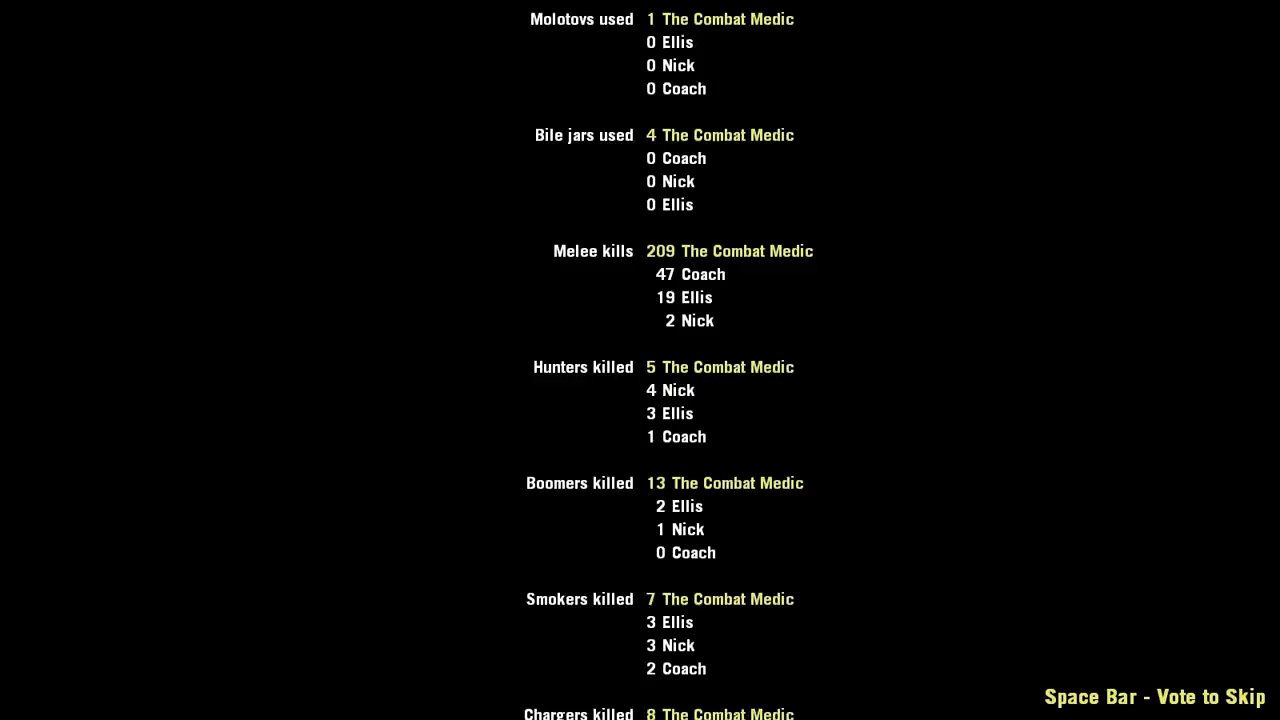 Molotovs used 1 The Combat Medic
0 Ellis
0 Nick
0 Coach
Bile jars used 4 The Combat Medic
0 Coach
0 Nick
0 Ellis
Melee kills 209 The Combat Medic
47 Coach
19 Ellis
2 Nick
Hunters killed 5 The Combat Medic
4 Nick
3 Ellis
1 Coach
Boomers killed 13 The Combat Medic
2 Ellis
1 Nick
0 Coach
Smokers killed 7 The Combat Medic
3 Ellis
3 Nick
2 Coach
Space Bar - Vote to Skip
Chargers killed 8 The Combat Medic